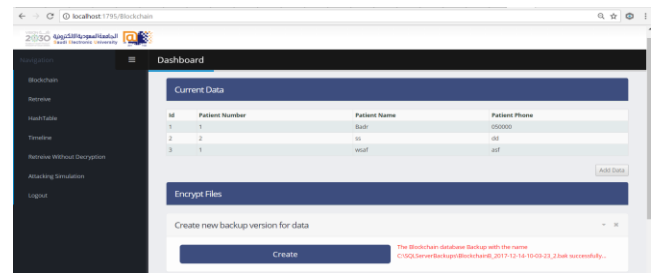 localhost:1795/Blockchain
2030
الجامعة السعودية الإلكترونية
Saudi Electronic University
Navigation
Dashboard
Blockchain
Retreive
HashTable
Timeline
Retreive Without Decryption
Attacking Simulation
Logout
Current Data
Id Patient Number Patient Name Patient Phone
1 1 Badr 050000
2 2 ss dd
3 1 wsaf asf
Add Data
Encrypt Files
Create new backup version for data
Create
The Blockchain database Backup with the name
C:\SQLServerBackups\BlockchainB_2017-12-14-10-03-23_2.bak successfully...